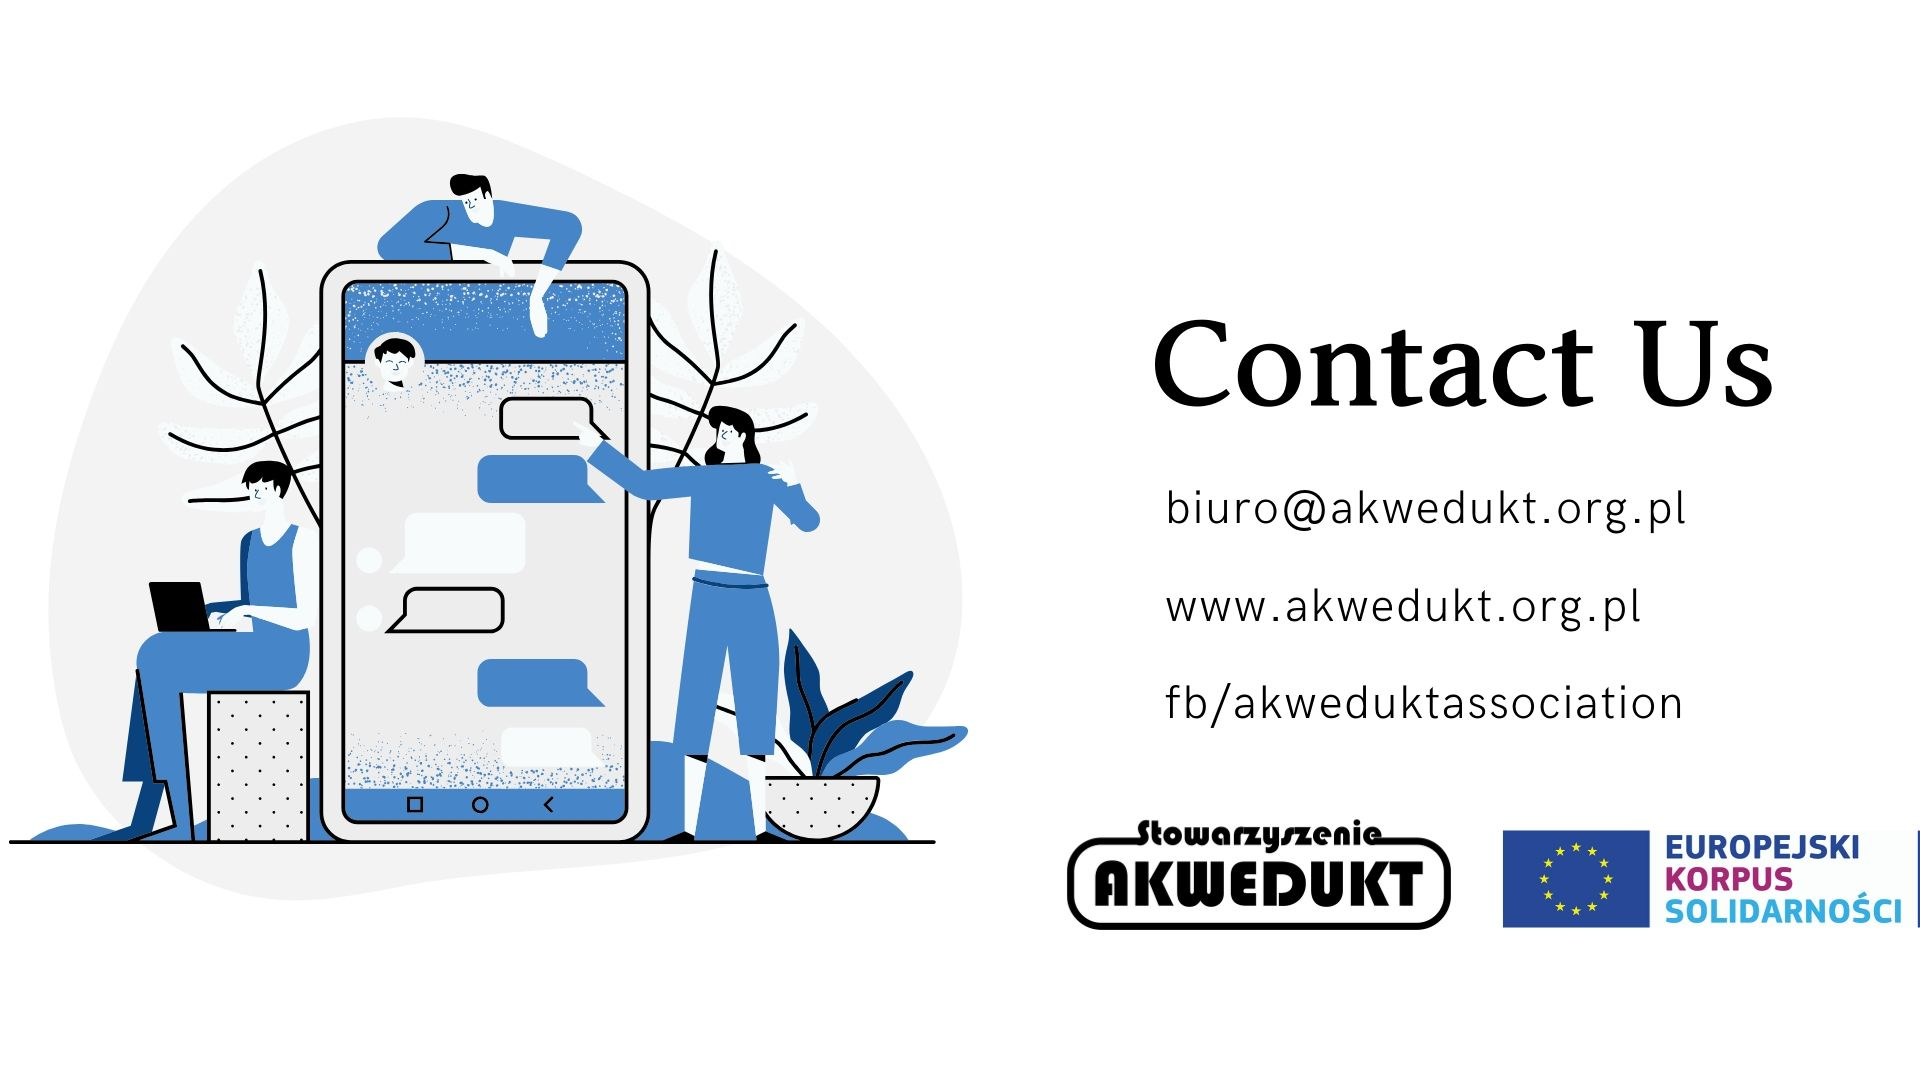 Contact Us
biuro@akwedukt.org.pl
www.akwedukt.org.pl
fb/akweduktassociation
Stowarzyszenie
AKWEDUKT
EUROPEJSKI
KORPUS
SOLIDARNOŚCI